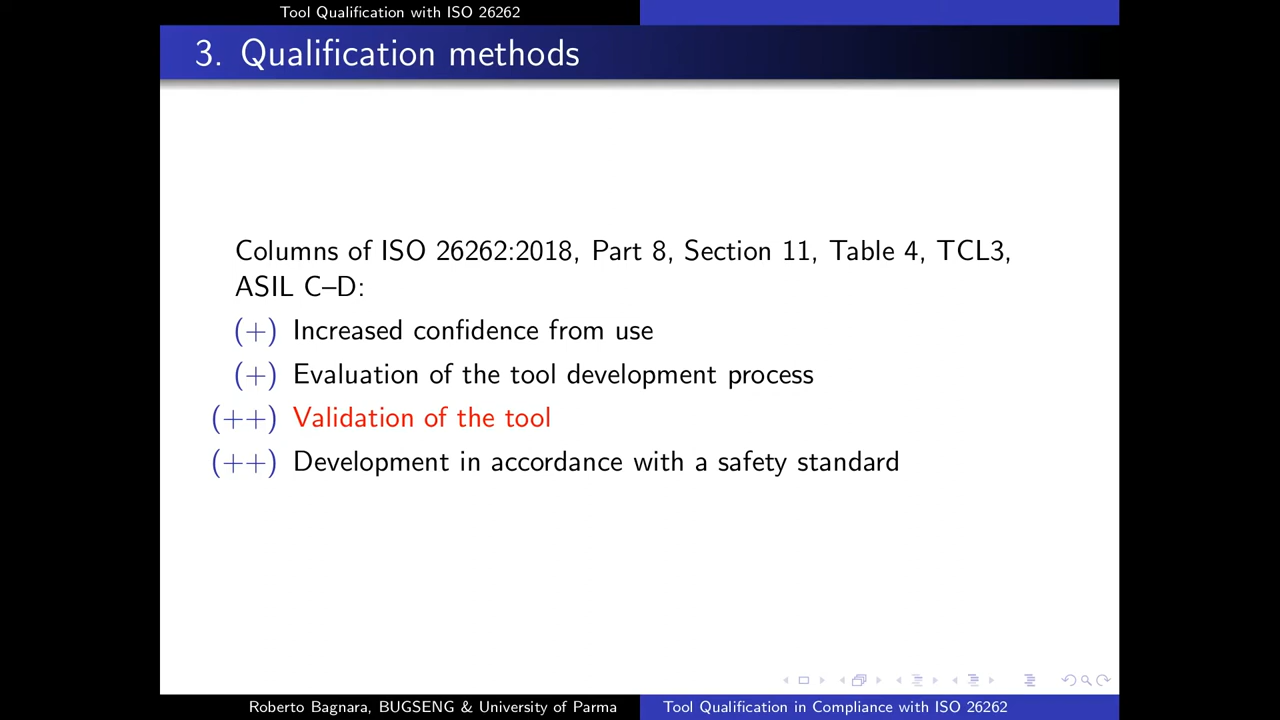 Tool Qualification with ISO 26262
3. Qualification methods
Columns of ISO 26262:2018, Part 8, Section 11, Table 4, TCL3,
ASIL C–D:
(+) Increased confidence from use
(+) Evaluation of the tool development process
(++) Validation of the tool
(++) Development in accordance with a safety standard
Roberto Bagnara, BUGSENG & University of Parma
Tool Qualification in Compliance with ISO 26262